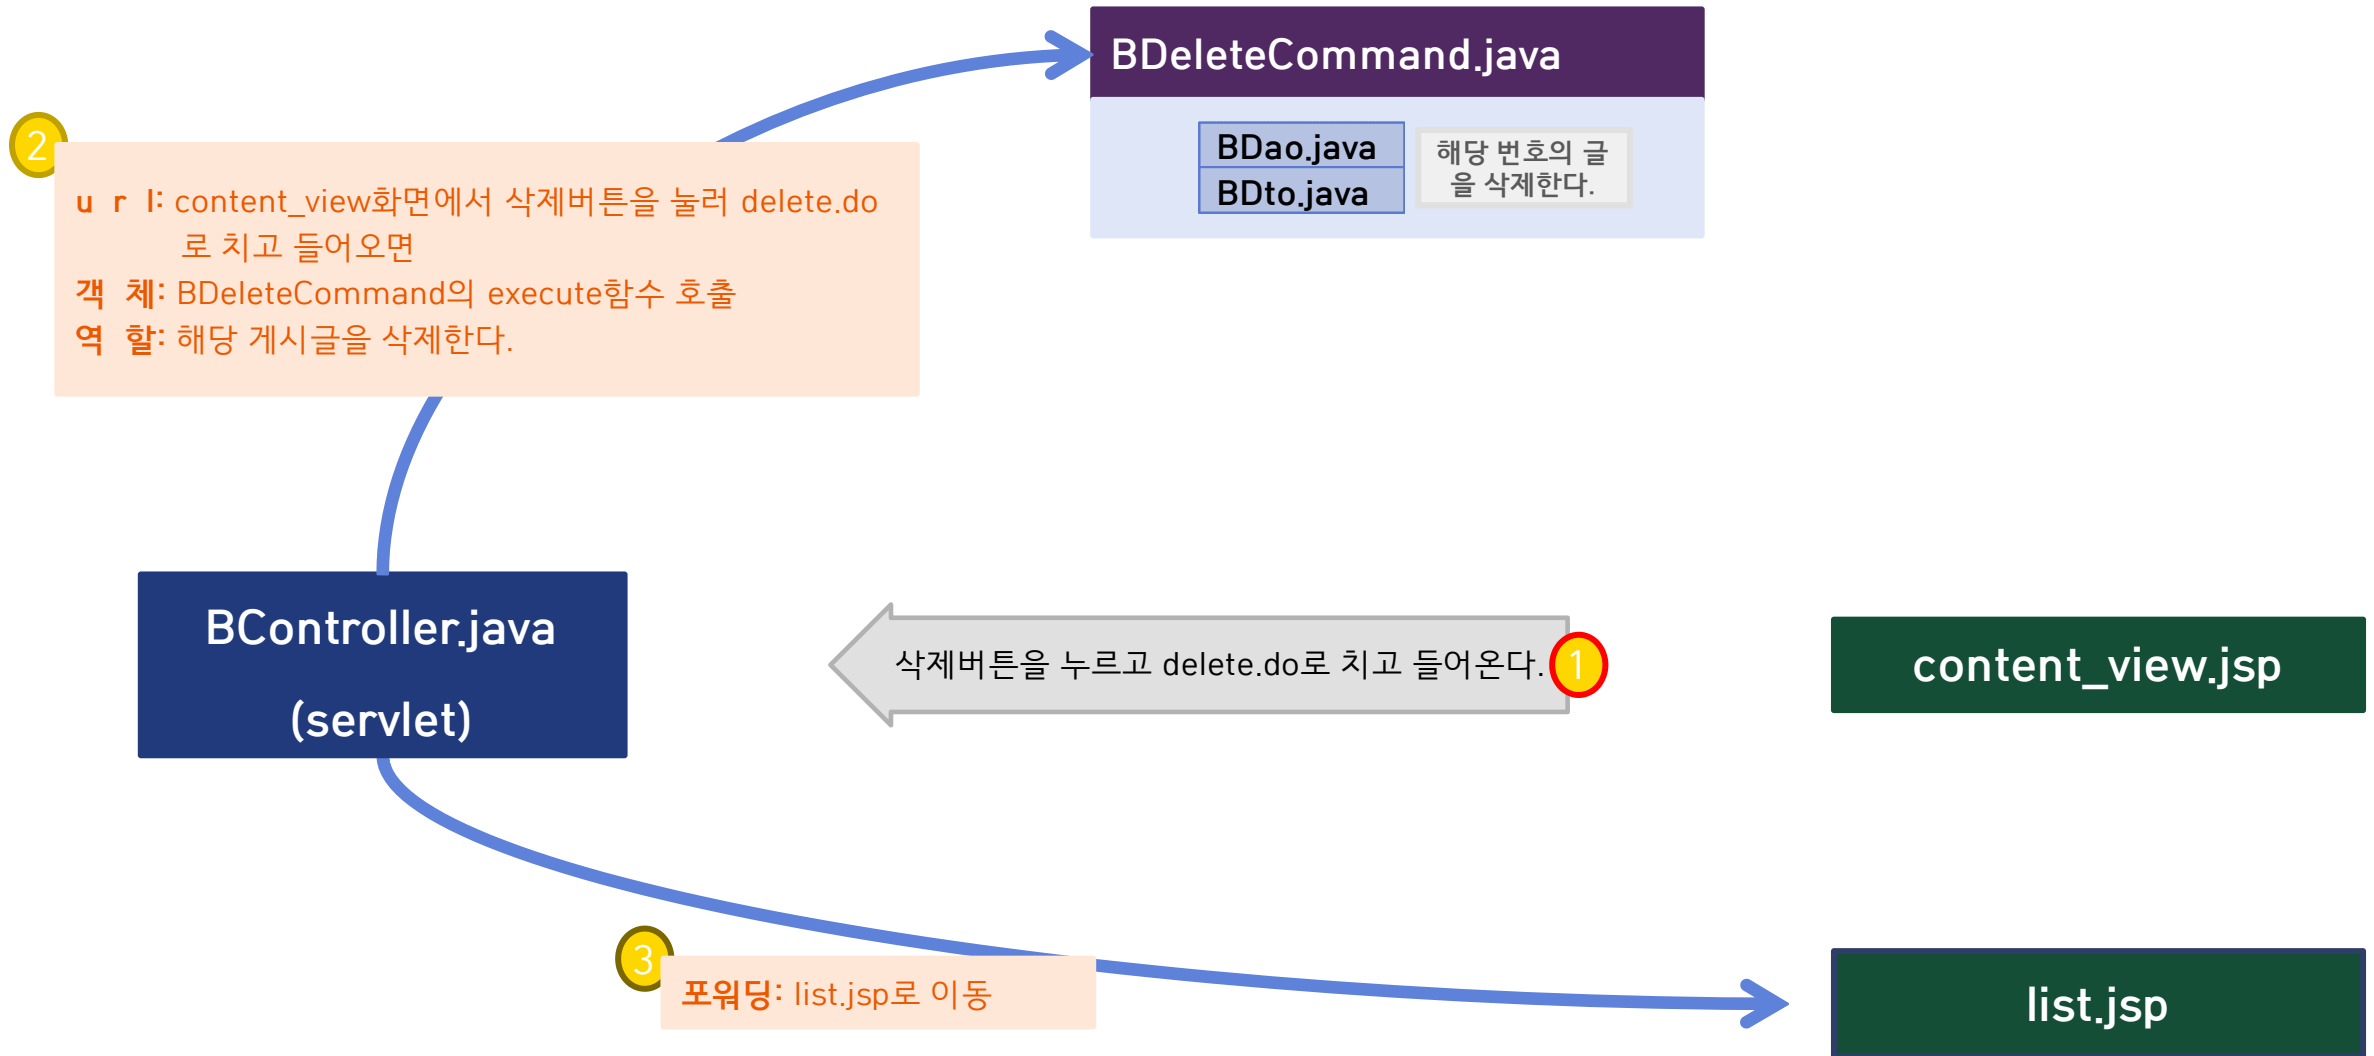 BDeleteCommand.java
BDao.java
BDto.java
해당 번호의 글
을 삭제한다.
2
u r l: content_view화면에서 삭제버튼을 눌러 delete.do
로 치고 들어오면
객 체: BDeleteCommand의 execute함수 호출
역 할: 해당 게시글을 삭제한다.
BController.java
(servlet)
삭제버튼을 누르고 delete.do로 치고 들어온다.
1
content_view.jsp
3
포워딩: list.jsp로 이동
list.jsp